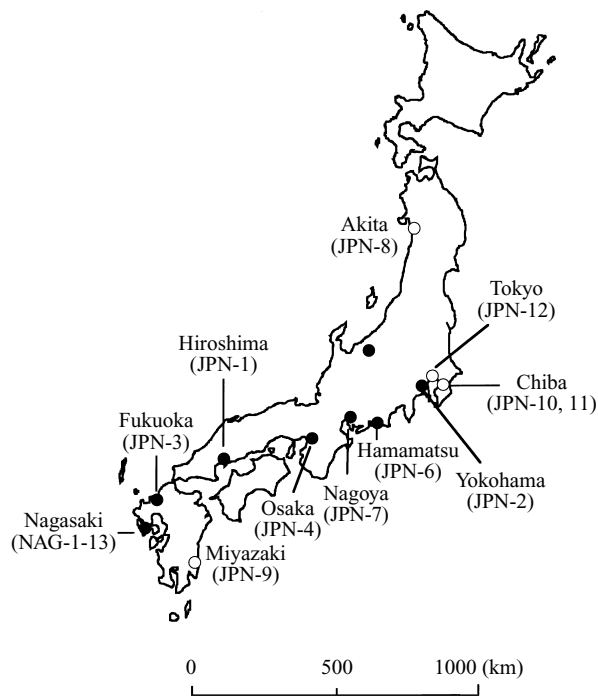 Akita
(JPN-8)
Tokyo
(JPN-12)
Hiroshima
(JPN-1)
Chiba
(JPN-10, 11)
Fukuoka
(JPN-3)
Hamamatsu
(JPN-6)
Yokohama
(JPN-2)
Nagoya
(JPN-7)
Osaka
(JPN-4)
Nagasaki
(NAG-1-13)
Miyazaki
(JPN-9)
0 500 1000 (km)